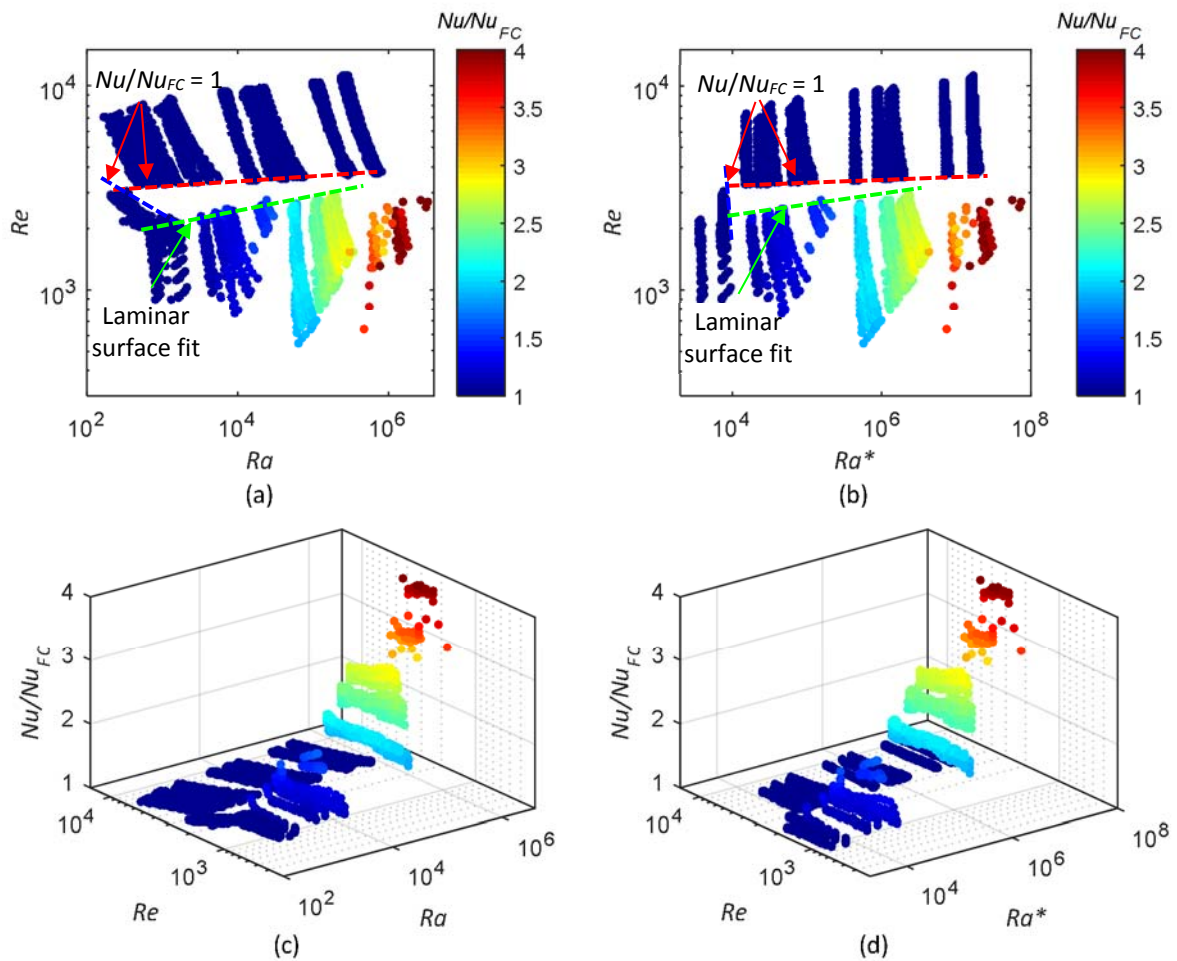 Nu/Nu_FC
Nu/Nu_FC
10^4
Nu/Nu_FC = 1
4
3.5
3
2.5
2
1.5
1
Re
10^3
Laminar
surface fit
10^2
10^4
10^6
Ra
(a)
10^4
Nu/Nu_FC = 1
4
3.5
3
2.5
2
1.5
1
Re
10^3
Laminar
surface fit
10^4
10^6
10^8
Ra*
(b)
Nu/Nu_FC
4
3
2
1
10^4
10^3
Re
10^2
10^4
10^6
Ra
(c)
Nu/Nu_FC
4
3
2
1
10^4
10^3
Re
10^4
10^6
10^8
Ra*
(d)